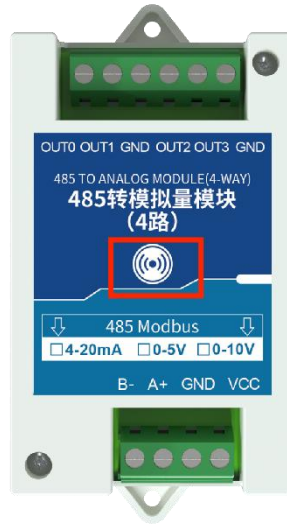 OUT0 OUT1 GND OUT2 OUT3 GND
485 TO ANALOG MODULE(4-WAY)
485转模拟量模块
(4路)
485 Modbus
□4-20mA □0-5V □0-10V
B- A+ GND VCC